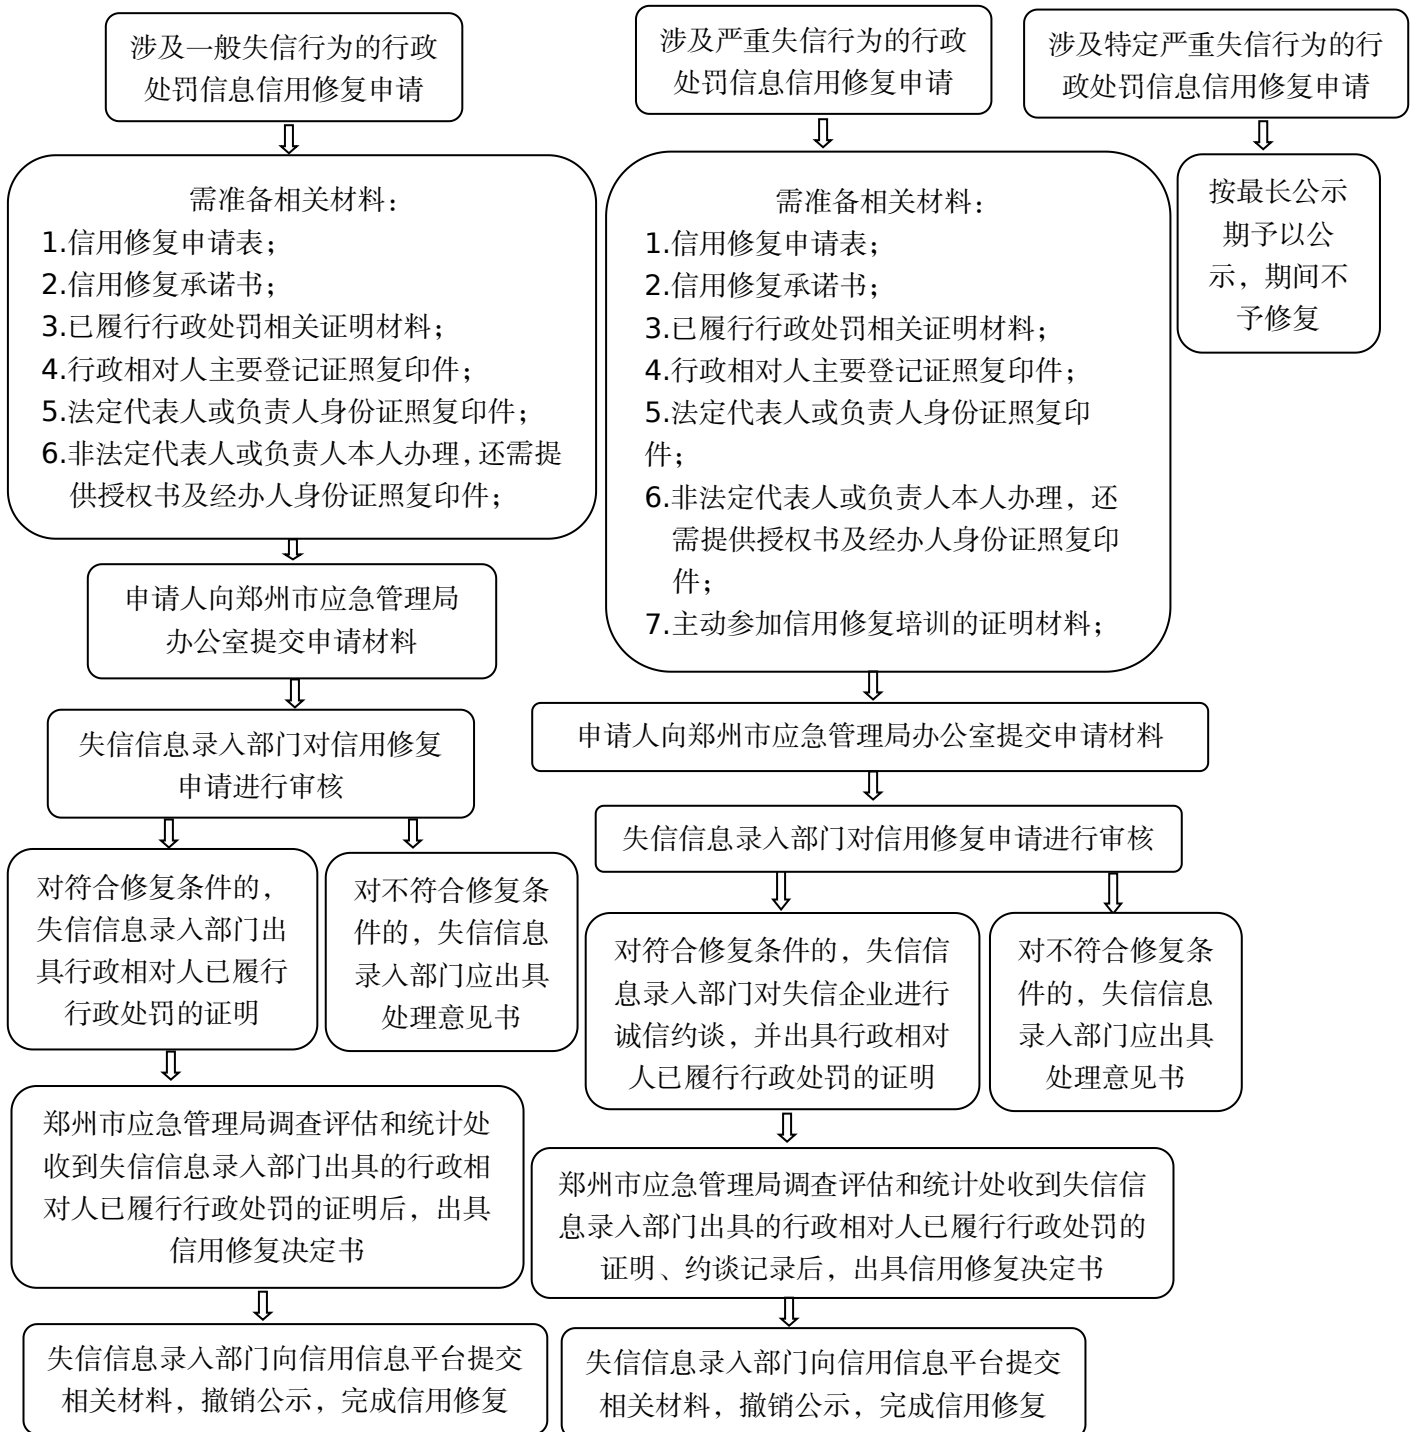 涉及一般失信行为的行政
处罚信息信用修复申请
需准备相关材料：
1.信用修复申请表；
2.信用修复承诺书；
3.已履行行政处罚相关证明材料；
4.行政相对人主要登记证照复印件；
5.法定代表人或负责人身份证照复印件；
6.非法定代表人或负责人本人办理，还需提
供授权书及经办人身份证照复印件；
申请人向郑州市应急管理局
办公室提交申请材料
失信信息录入部门对信用修复
申请进行审核
对符合修复条件的，
失信信息录入部门出
具行政相对人已履行
行政处罚的证明
对不符合修复条
件的，失信信息
录入部门应出具
处理意见书
郑州市应急管理局调查评估和统计处
收到失信信息录入部门出具的行政相
对人已履行行政处罚的证明后，出具
信用修复决定书
失信信息录入部门向信用信息平台提交
相关材料，撤销公示，完成信用修复
涉及严重失信行为的行政
处罚信息信用修复申请
需准备相关材料：
1.信用修复申请表；
2.信用修复承诺书；
3.已履行行政处罚相关证明材料；
4.行政相对人主要登记证照复印件；
5.法定代表人或负责人身份证照复印
件；
6.非法定代表人或负责人本人办理，还
需提供授权书及经办人身份证照复印
件；
7.主动参加信用修复培训的证明材料；
申请人向郑州市应急管理局办公室提交申请材料
失信信息录入部门对信用修复申请进行审核
对符合修复条件的，失信信
息录入部门对失信企业进行
诚信约谈，并出具行政相对
人已履行行政处罚的证明
对不符合修复条
件的，失信信息
录入部门应出具
处理意见书
郑州市应急管理局调查评估和统计处收到失信信
息录入部门出具的行政相对人已履行行政处罚的
证明、约谈记录后，出具信用修复决定书
失信信息录入部门向信用信息平台提交
相关材料，撤销公示，完成信用修复
涉及特定严重失信行为的行
政处罚信息信用修复申请
按最长公示
期予以公
示，期间不
予修复